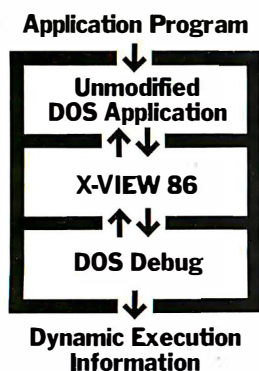 Application Program
Unmodified
DOS Application
X-VIEW 86
DOS Debug
Dynamic Execution
Information